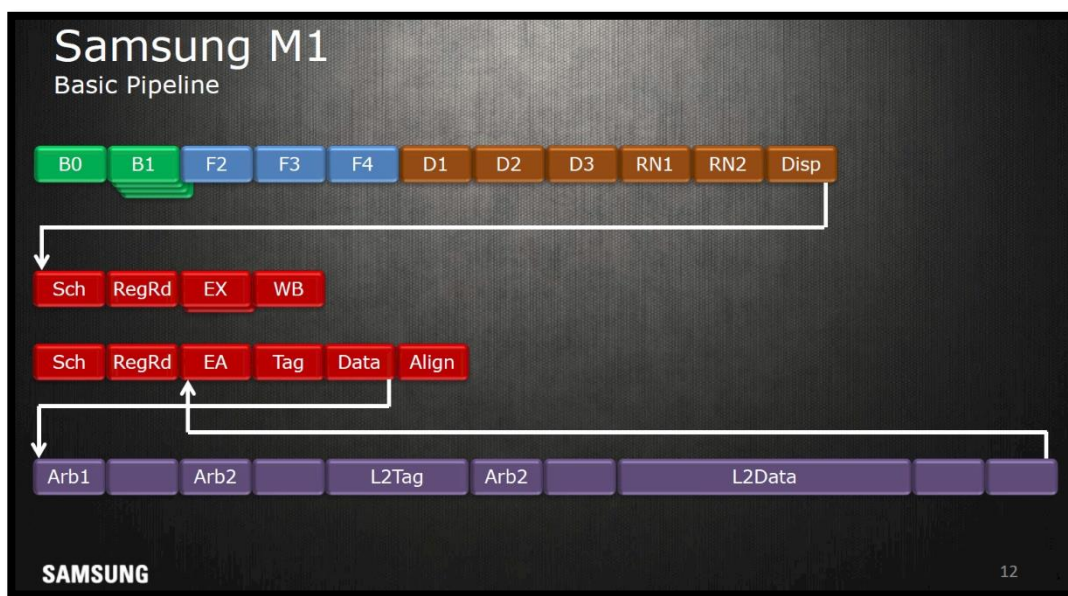 Samsung M1
Basic Pipeline
B0 B1 F2 F3 F4 D1 D2 D3 RN1 RN2 Disp
Sch RegRd EX WB
Sch RegRd EA Tag Data Align
Arb1 Arb2 L2Tag Arb2 L2Data
SAMSUNG 12